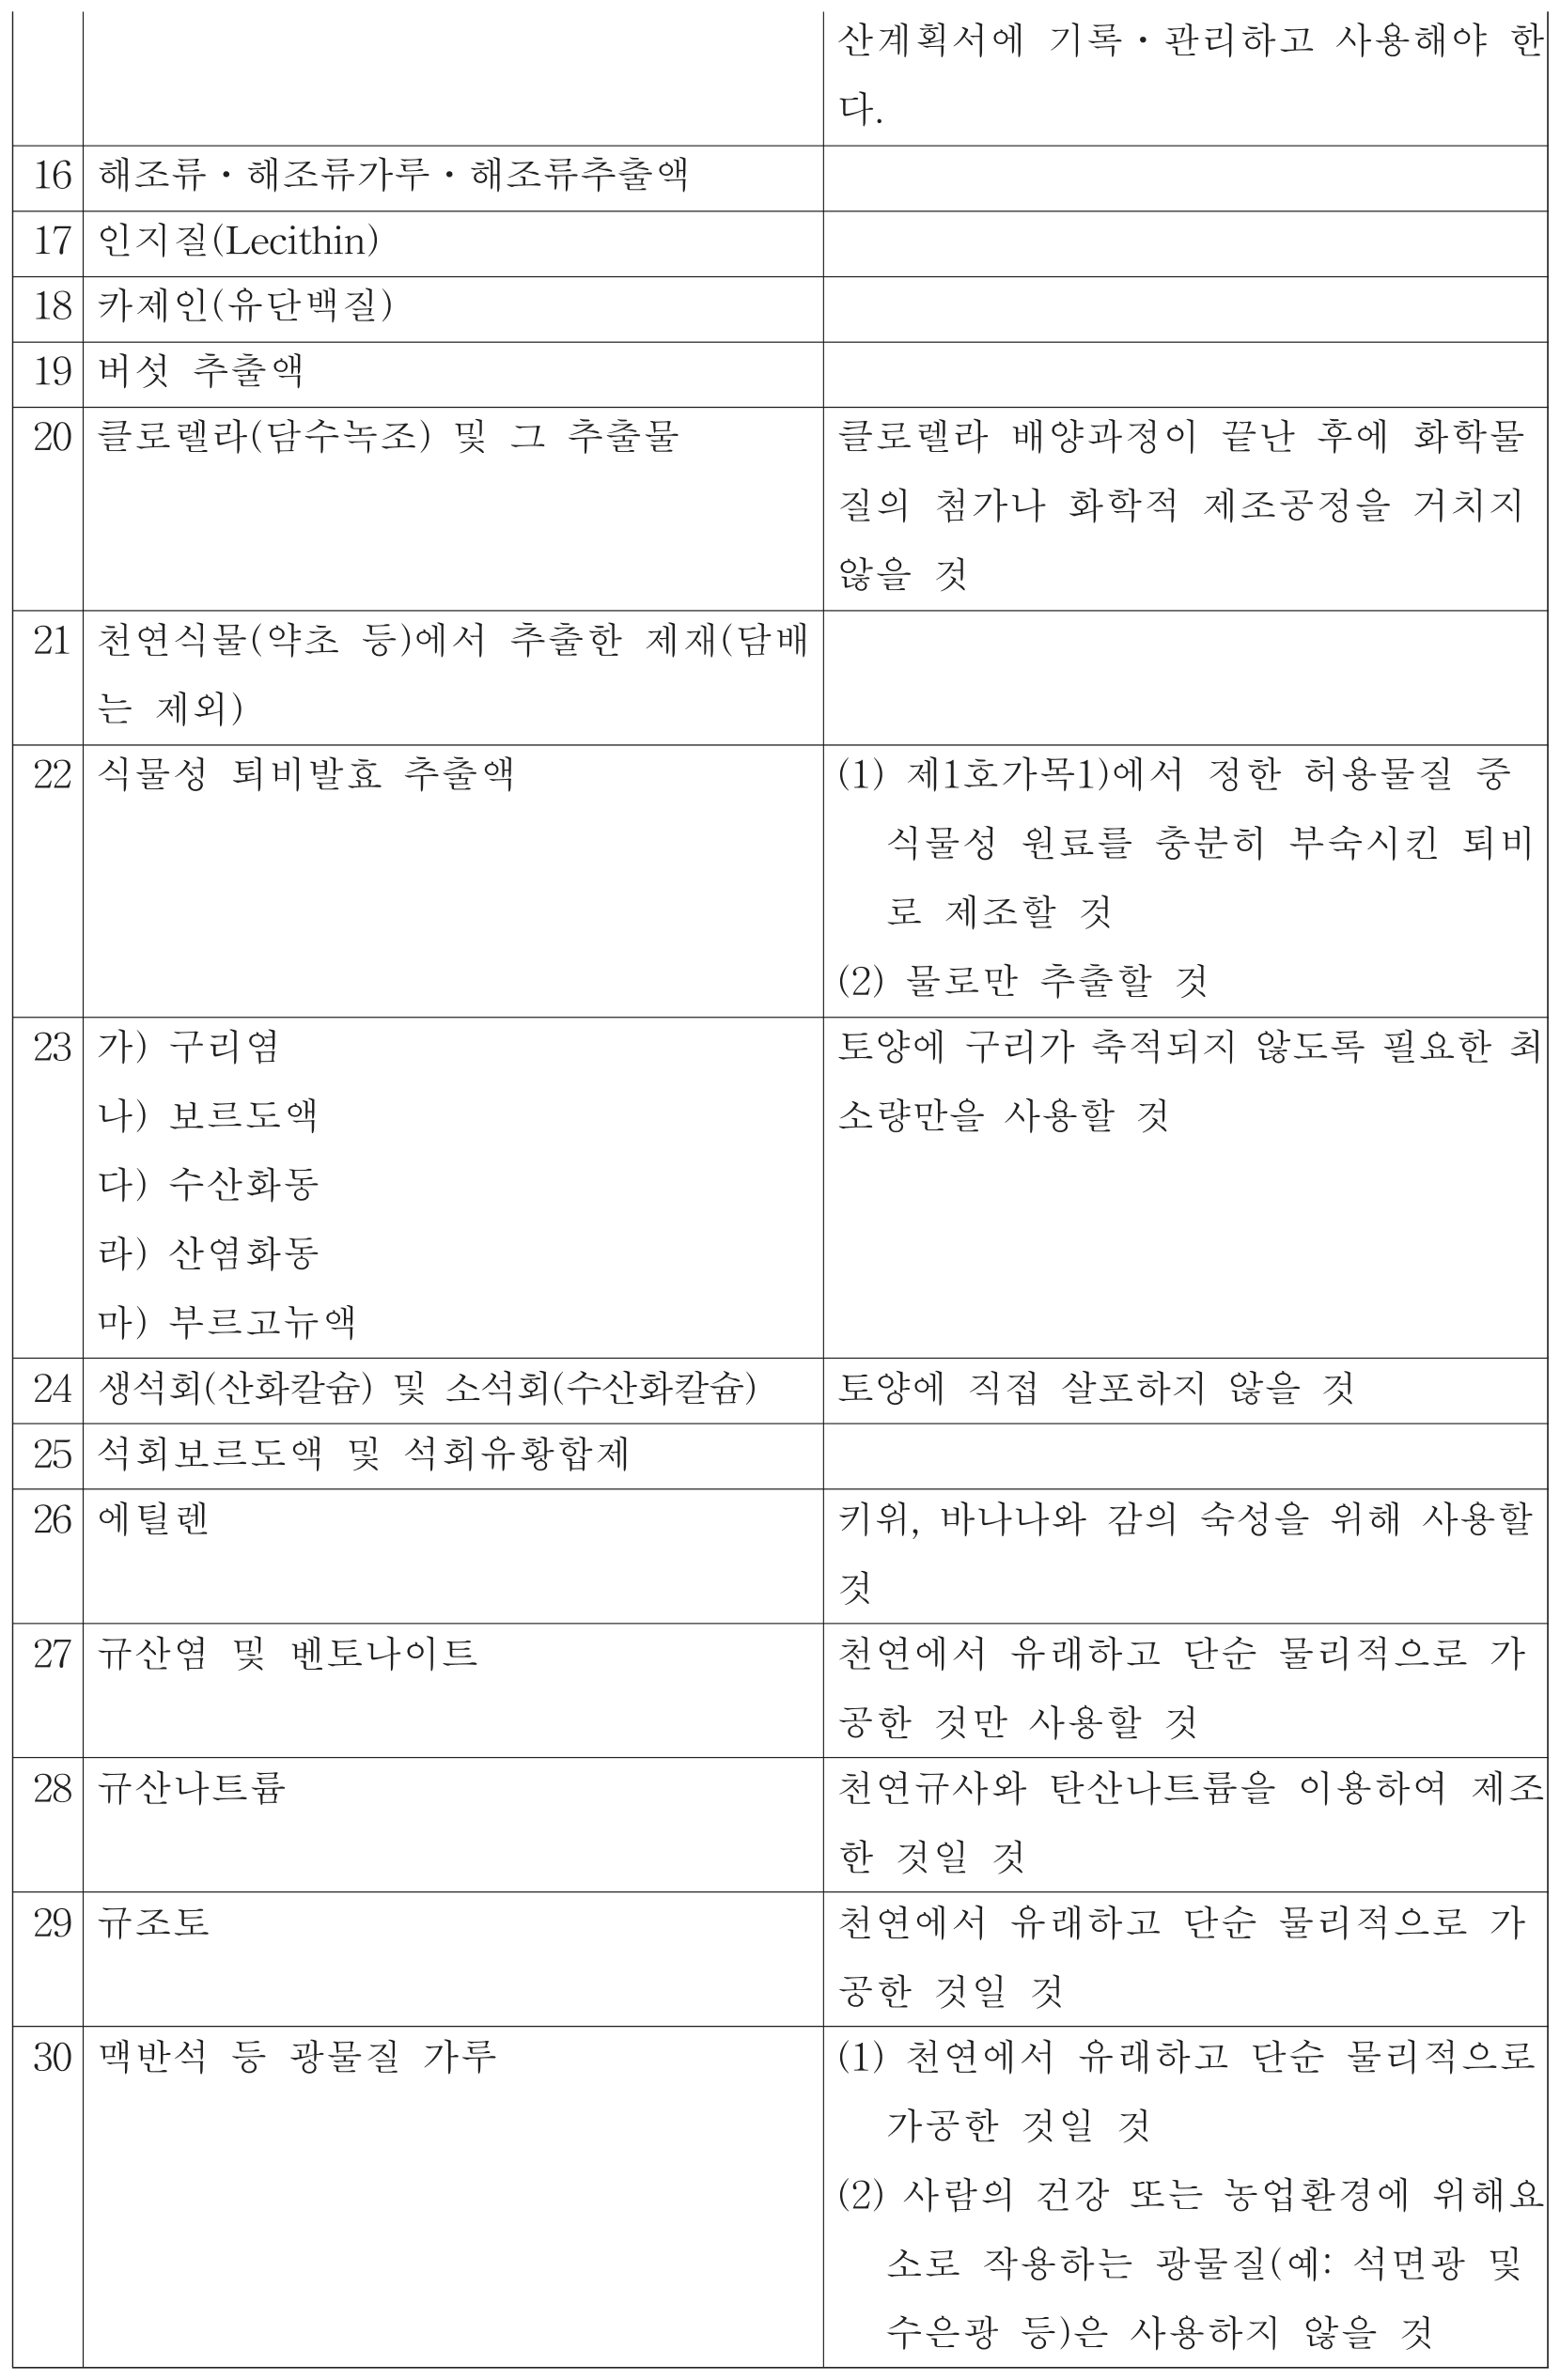 산계획서에 기록·관리하고 사용해야 한
다.
16 해조류·해조류가루·해조류추출액
17 인지질(Lecithin)
18 카제인(유단백질)
19 버섯 추출액
20 클로렐라(담수녹조) 및 그 추출물 클로렐라 배양과정이 끝난 후에 화학물
질의 첨가나 화학적 제조공정을 거치지
않을 것
21 천연식물(약초 등)에서 추출한 제재(담배
는 제외)
22 식물성 퇴비발효 추출액 (1) 제1호가목1)에서 정한 허용물질 중
식물성 원료를 충분히 부숙시킨 퇴비
로 제조할 것
(2) 물로만 추출할 것
23 가) 구리염 토양에 구리가 축적되지 않도록 필요한 최
나) 보르도액 소량만을 사용할 것
다) 수산화동
라) 산염화동
마) 부르고뉴액
24 생석회(산화칼슘) 및 소석회(수산화칼슘) 토양에 직접 살포하지 않을 것
25 석회보르도액 및 석회유황합제
26 에틸렌 키위, 바나나와 감의 숙성을 위해 사용할
것
27 규산염 및 벤토나이트 천연에서 유래하고 단순 물리적으로 가
공한 것만 사용할 것
28 규산나트륨 천연규사와 탄산나트륨을 이용하여 제조
한 것일 것
29 규조토 천연에서 유래하고 단순 물리적으로 가
공한 것일 것
30 맥반석 등 광물질 가루 (1) 천연에서 유래하고 단순 물리적으로
가공한 것일 것
(2) 사람의 건강 또는 농업환경에 위해요
소로 작용하는 광물질(예: 석면광 및
수은광 등)은 사용하지 않을 것